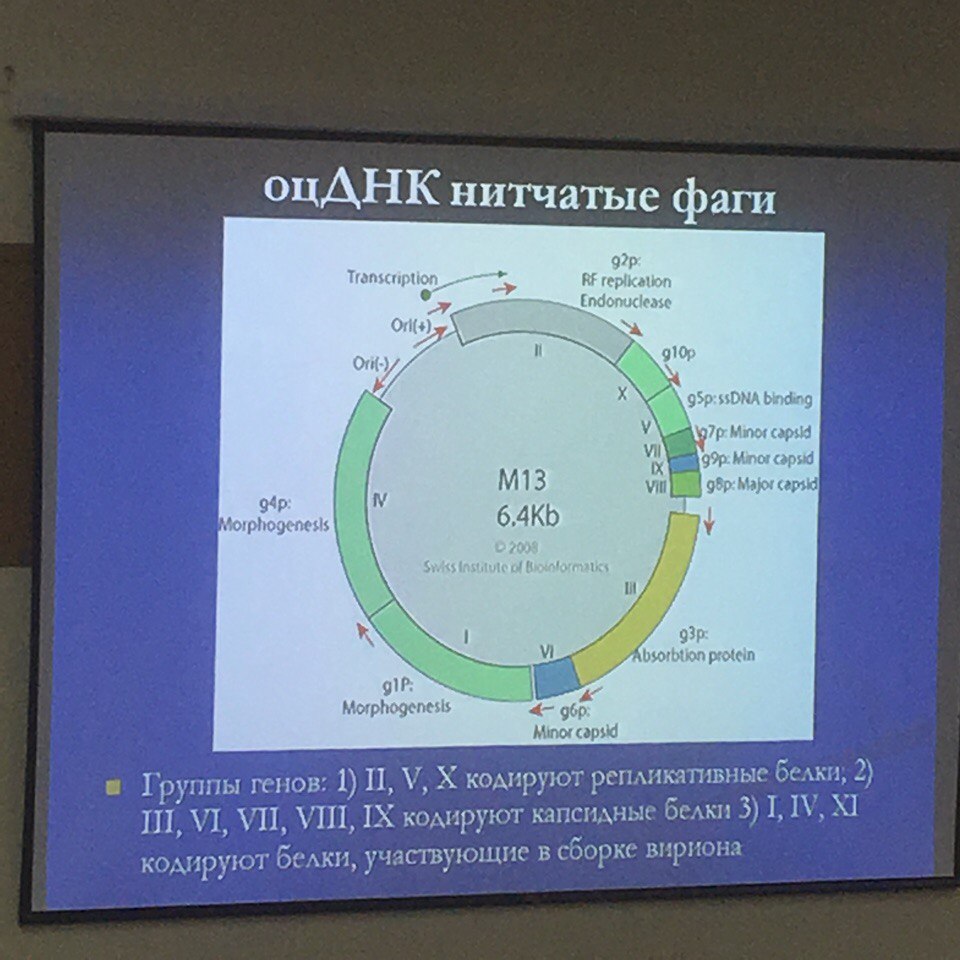 оцДНК нитчатые фаги
Transcription
g2p:
RF replication
Endonuclease
Ori(+)
Ori(-)
II
g10p
X
g5p: ssDNA binding
V
g7p: Minor capsid
VII
g9p: Minor capsid
IX
g8p: Major capsid
VIII
M13
6.4Kb
© 2008
Swiss Institute of Bioinformatics
IV
g4p:
Morphogenesis
III
g3p:
Absorbtion protein
I
VI
g1P:
Morphogenesis
g6p:
Minor capsid
Группы генов: 1) II, V, X кодируют репликативные белки; 2)
III, VI, VII, VIII, IX кодируют капсидные белки 3) I, IV, XI
кодируют белки, участвующие в сборке вириона